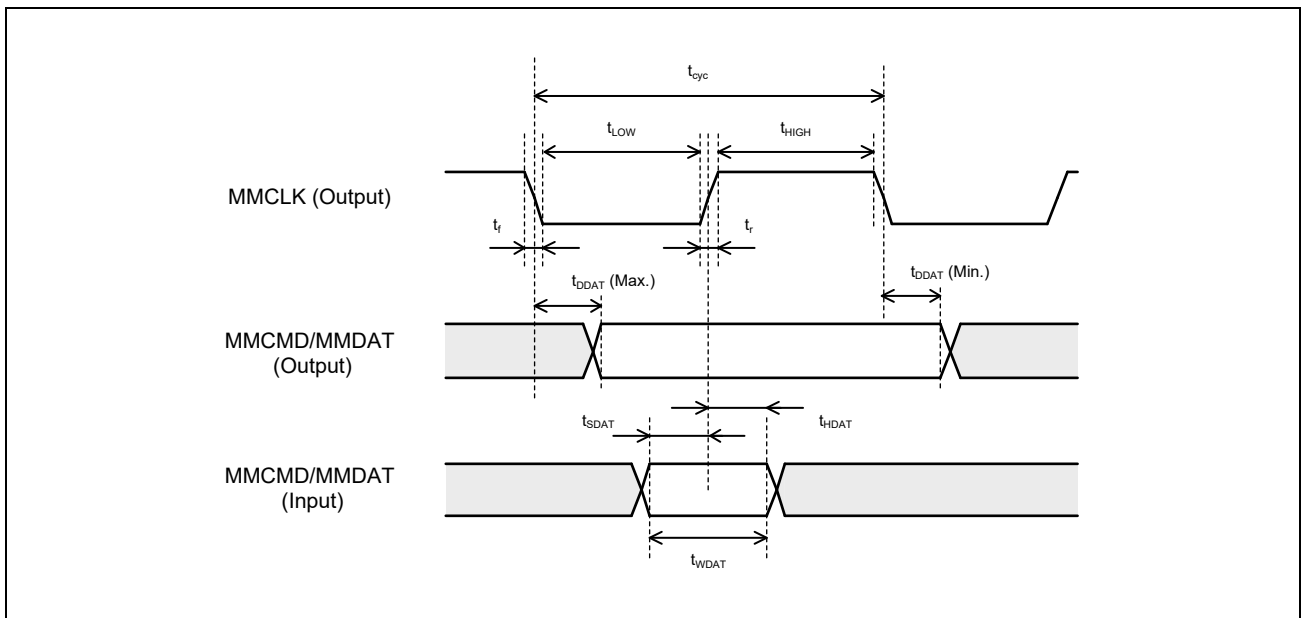 tcyc
tLOW
tHIGH
MMCLK (Output)
tf
tr
tDDAT (Max.)
tDDAT (Min.)
MMCMD/MMDAT
(Output)
tSDAT
tHDAT
MMCMD/MMDAT
(Input)
tWDAT